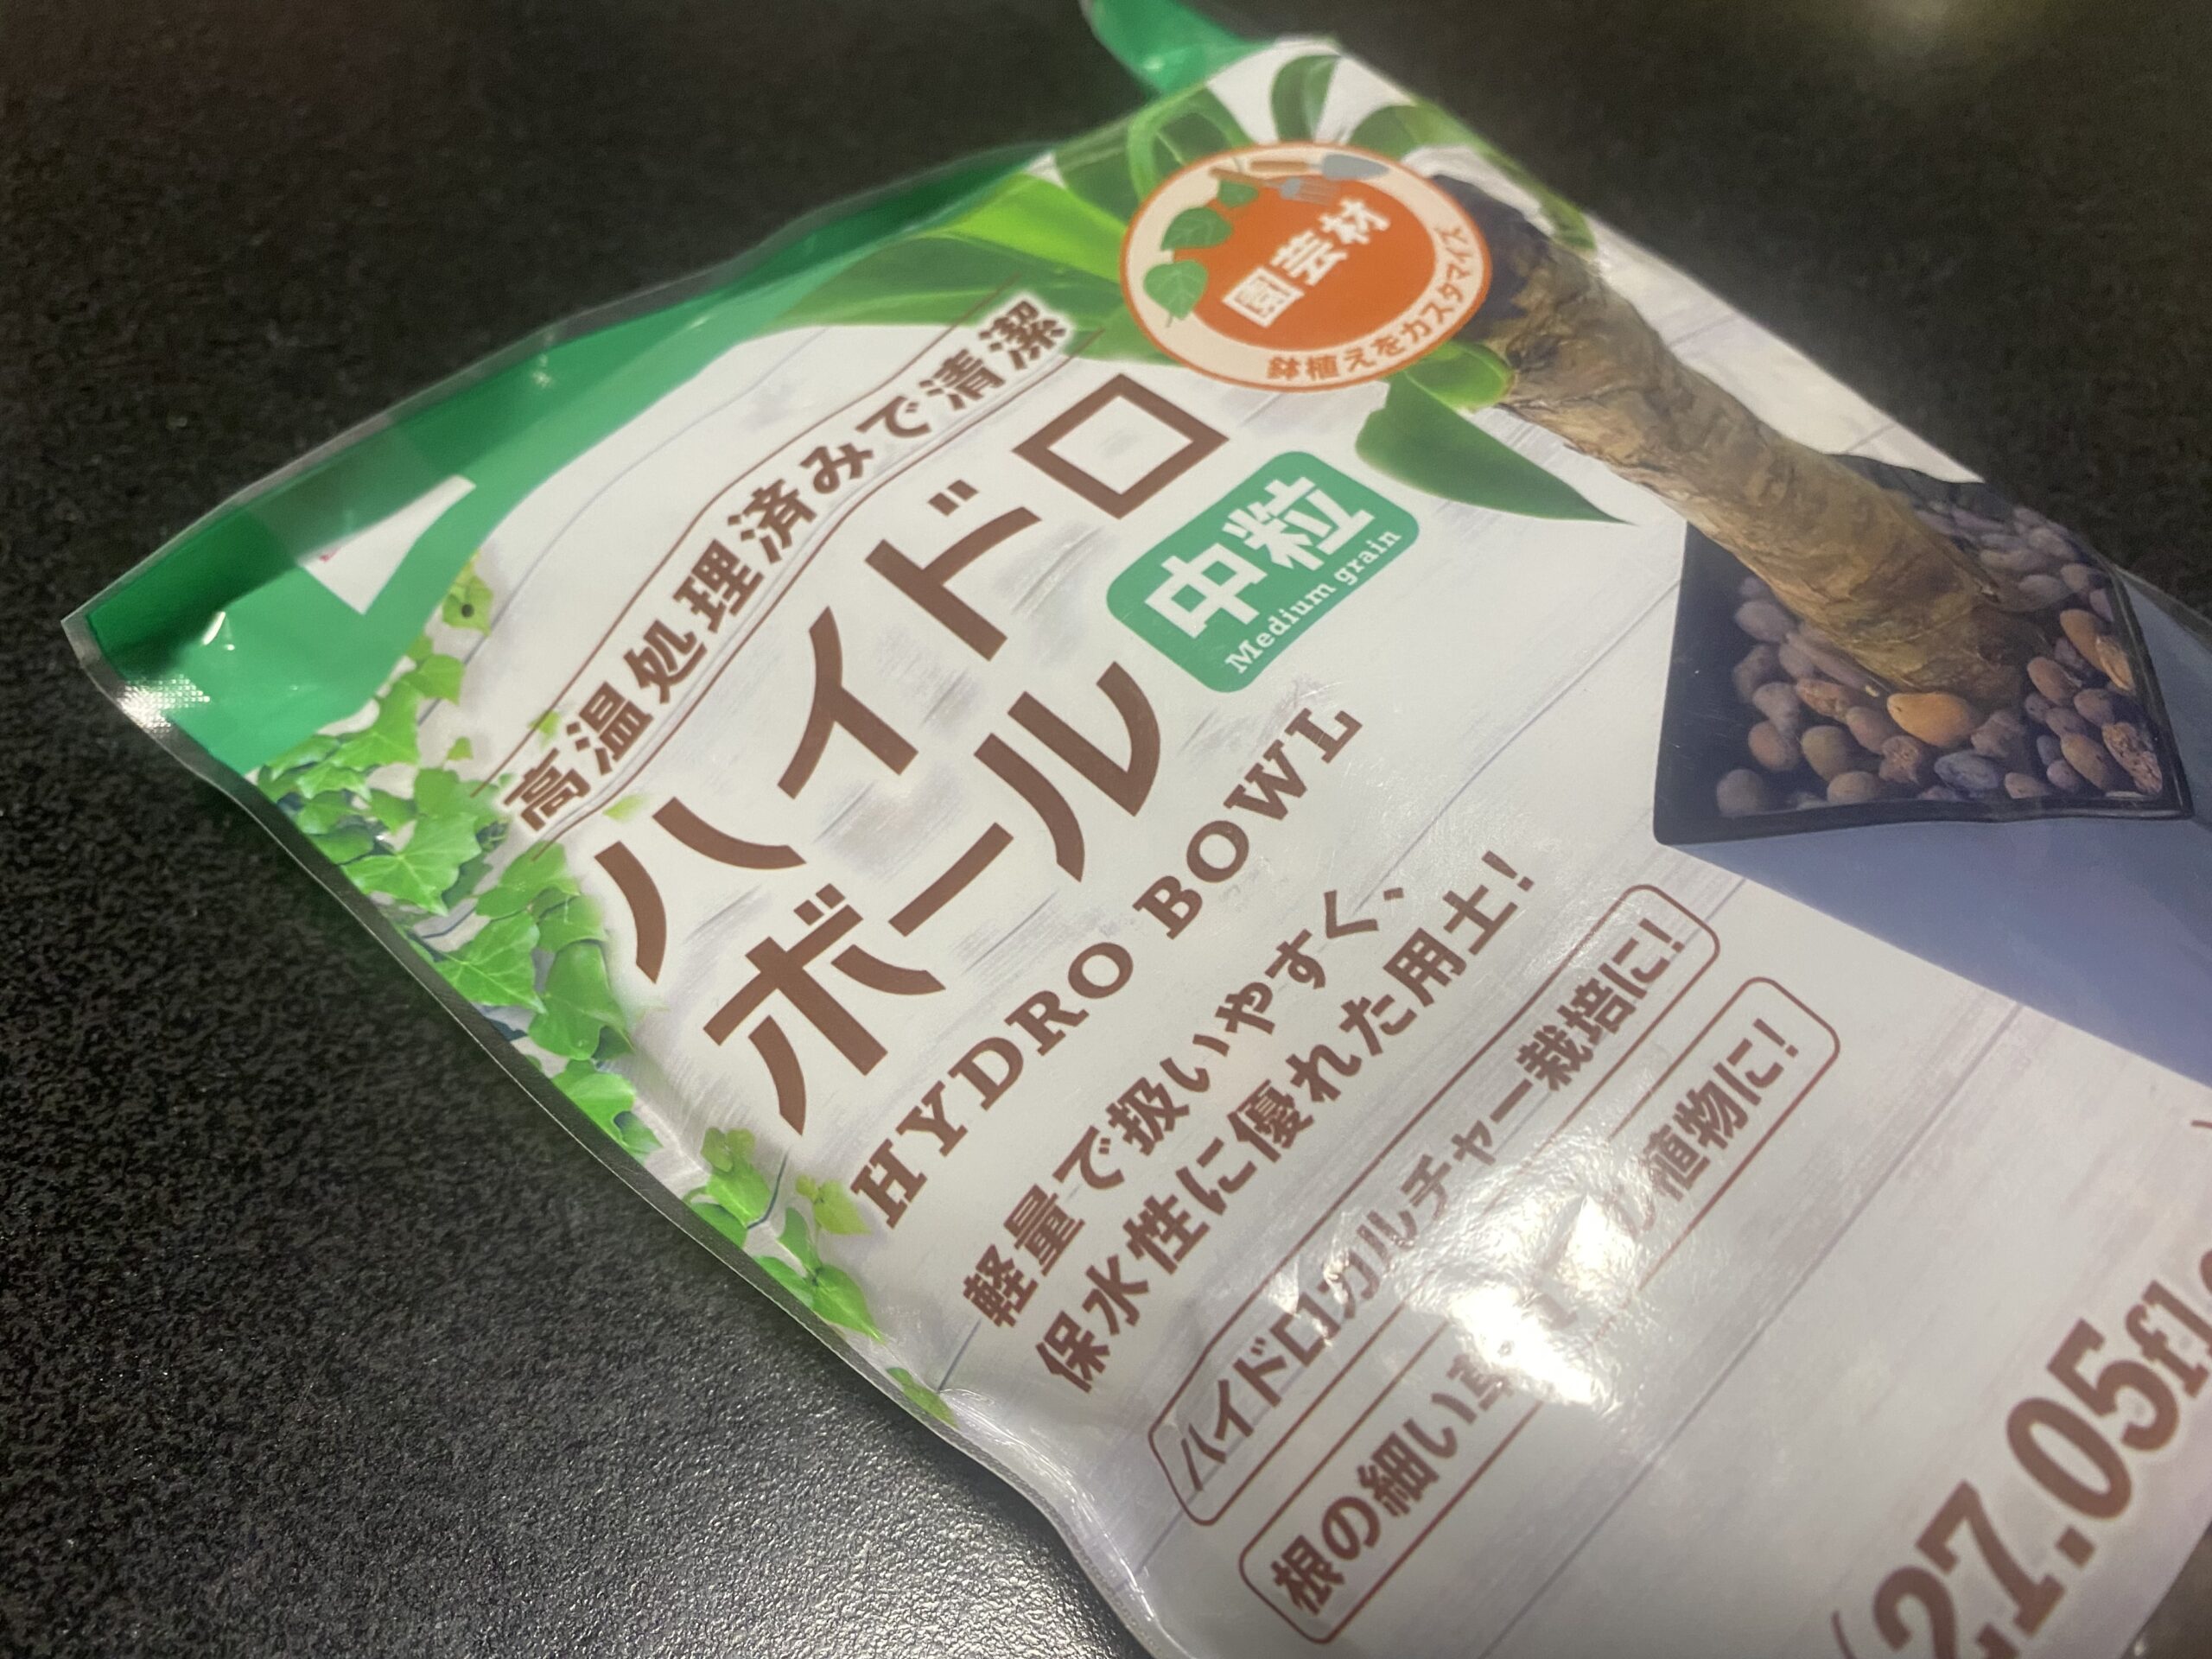 園芸材
鉢植えをカスタマイズ
高温処理済みで清潔
ハイドロ
ボール
中粒
Medium grain
HYDRO BOWL
軽量で扱いやすく、
保水性に優れた用土!
ハイドロカルチャー栽培に!
根の細い 植物に!
27.05fl